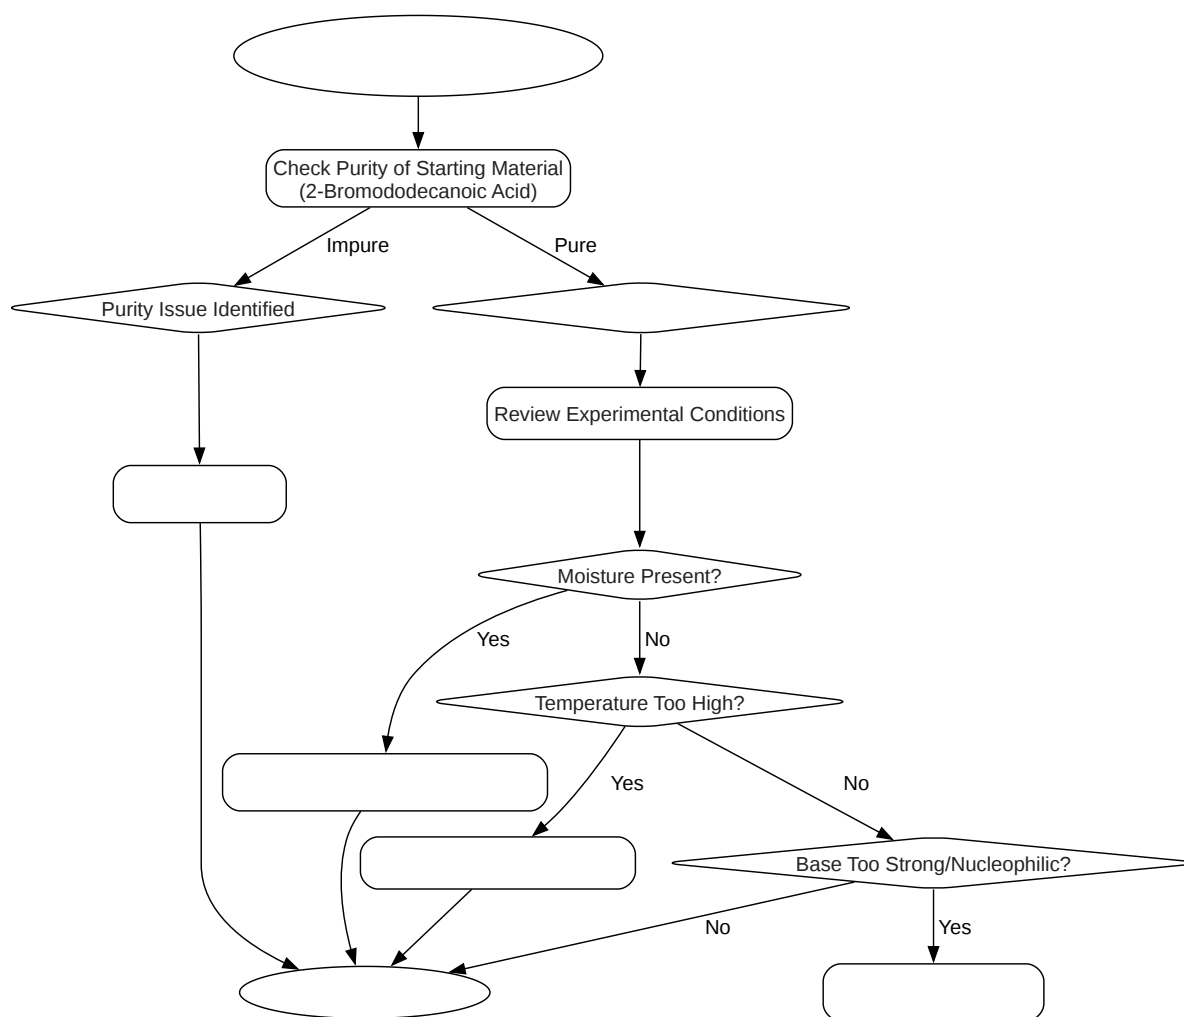 Check Purity of Starting Material
(2-Bromododecanoic Acid)
Impure
Pure
Purity Issue Identified
Review Experimental Conditions
Moisture Present?
Yes
No
Temperature Too High?
Yes
No
Base Too Strong/Nucleophilic?
No
Yes